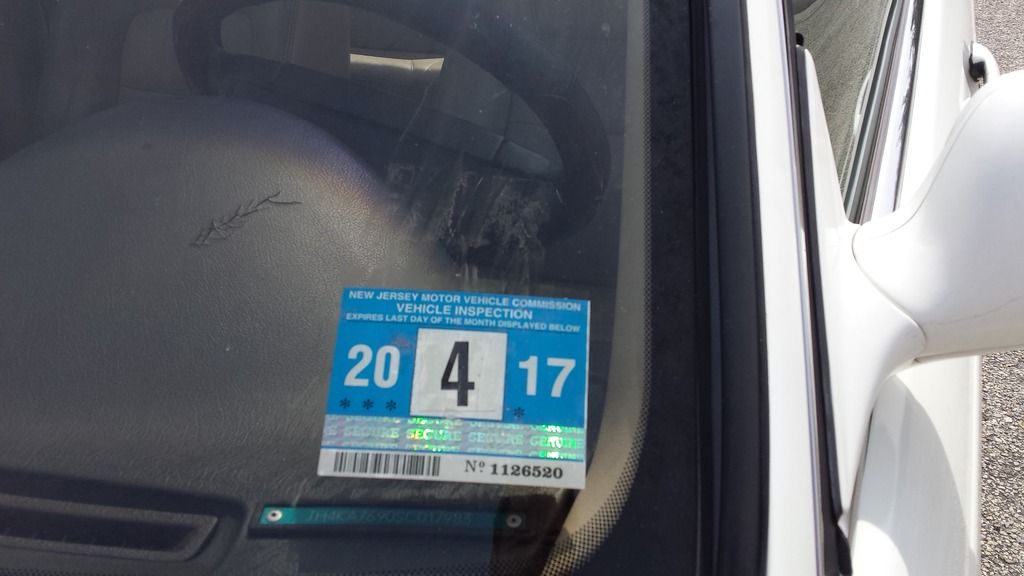 NEW JERSEY MOTOR VEHICLE COMMISSION
VEHICLE INSPECTION
EXPIRES LAST DAY OF THE MONTH DISPLAYED BELOW
20 4 17
* * * *
SECURE SECURE SECURE GENUINE
Nº 1126520